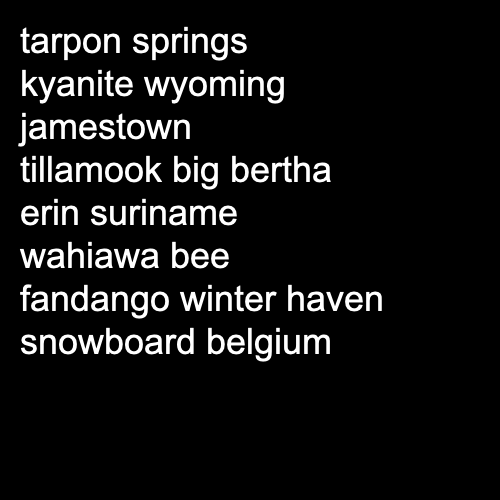 tarpon springs
kyanite wyoming
jamestown
tillamook big bertha
erin suriname
wahiawa bee
fandango winter haven
snowboard belgium